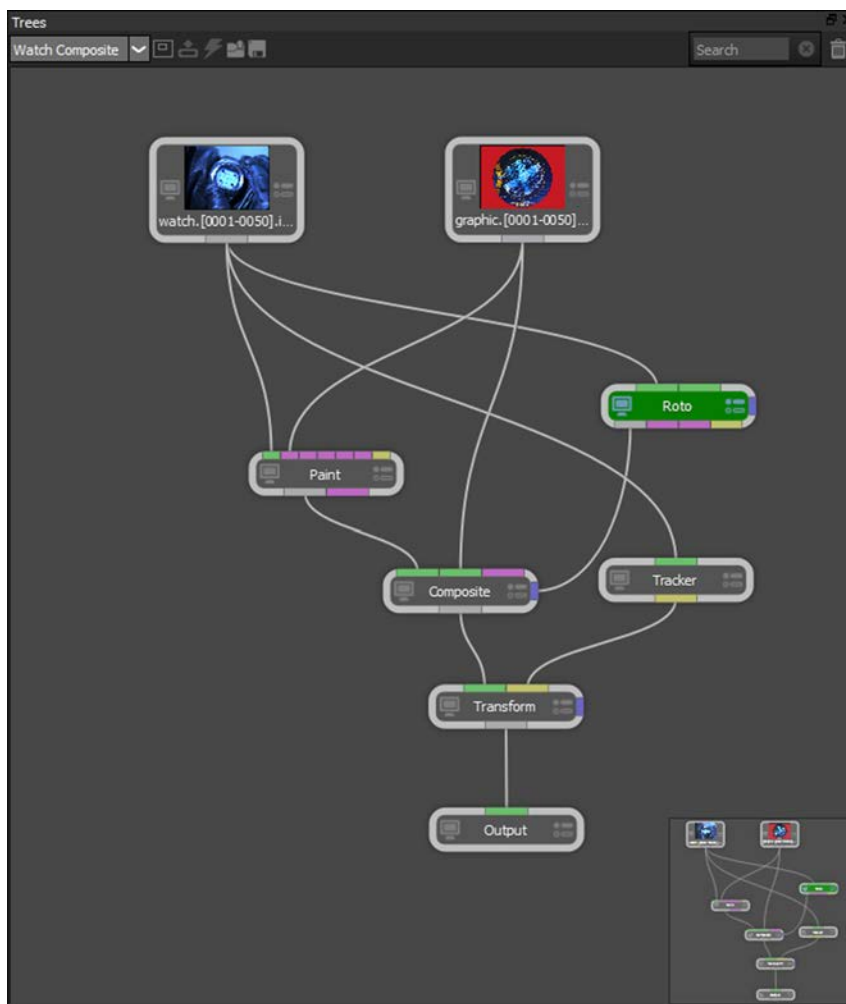 Trees
Watch Composite
Search
watch.[0001-0050].i...
graphic.[0001-0050]...
Roto
Paint
Composite
Tracker
Transform
Output